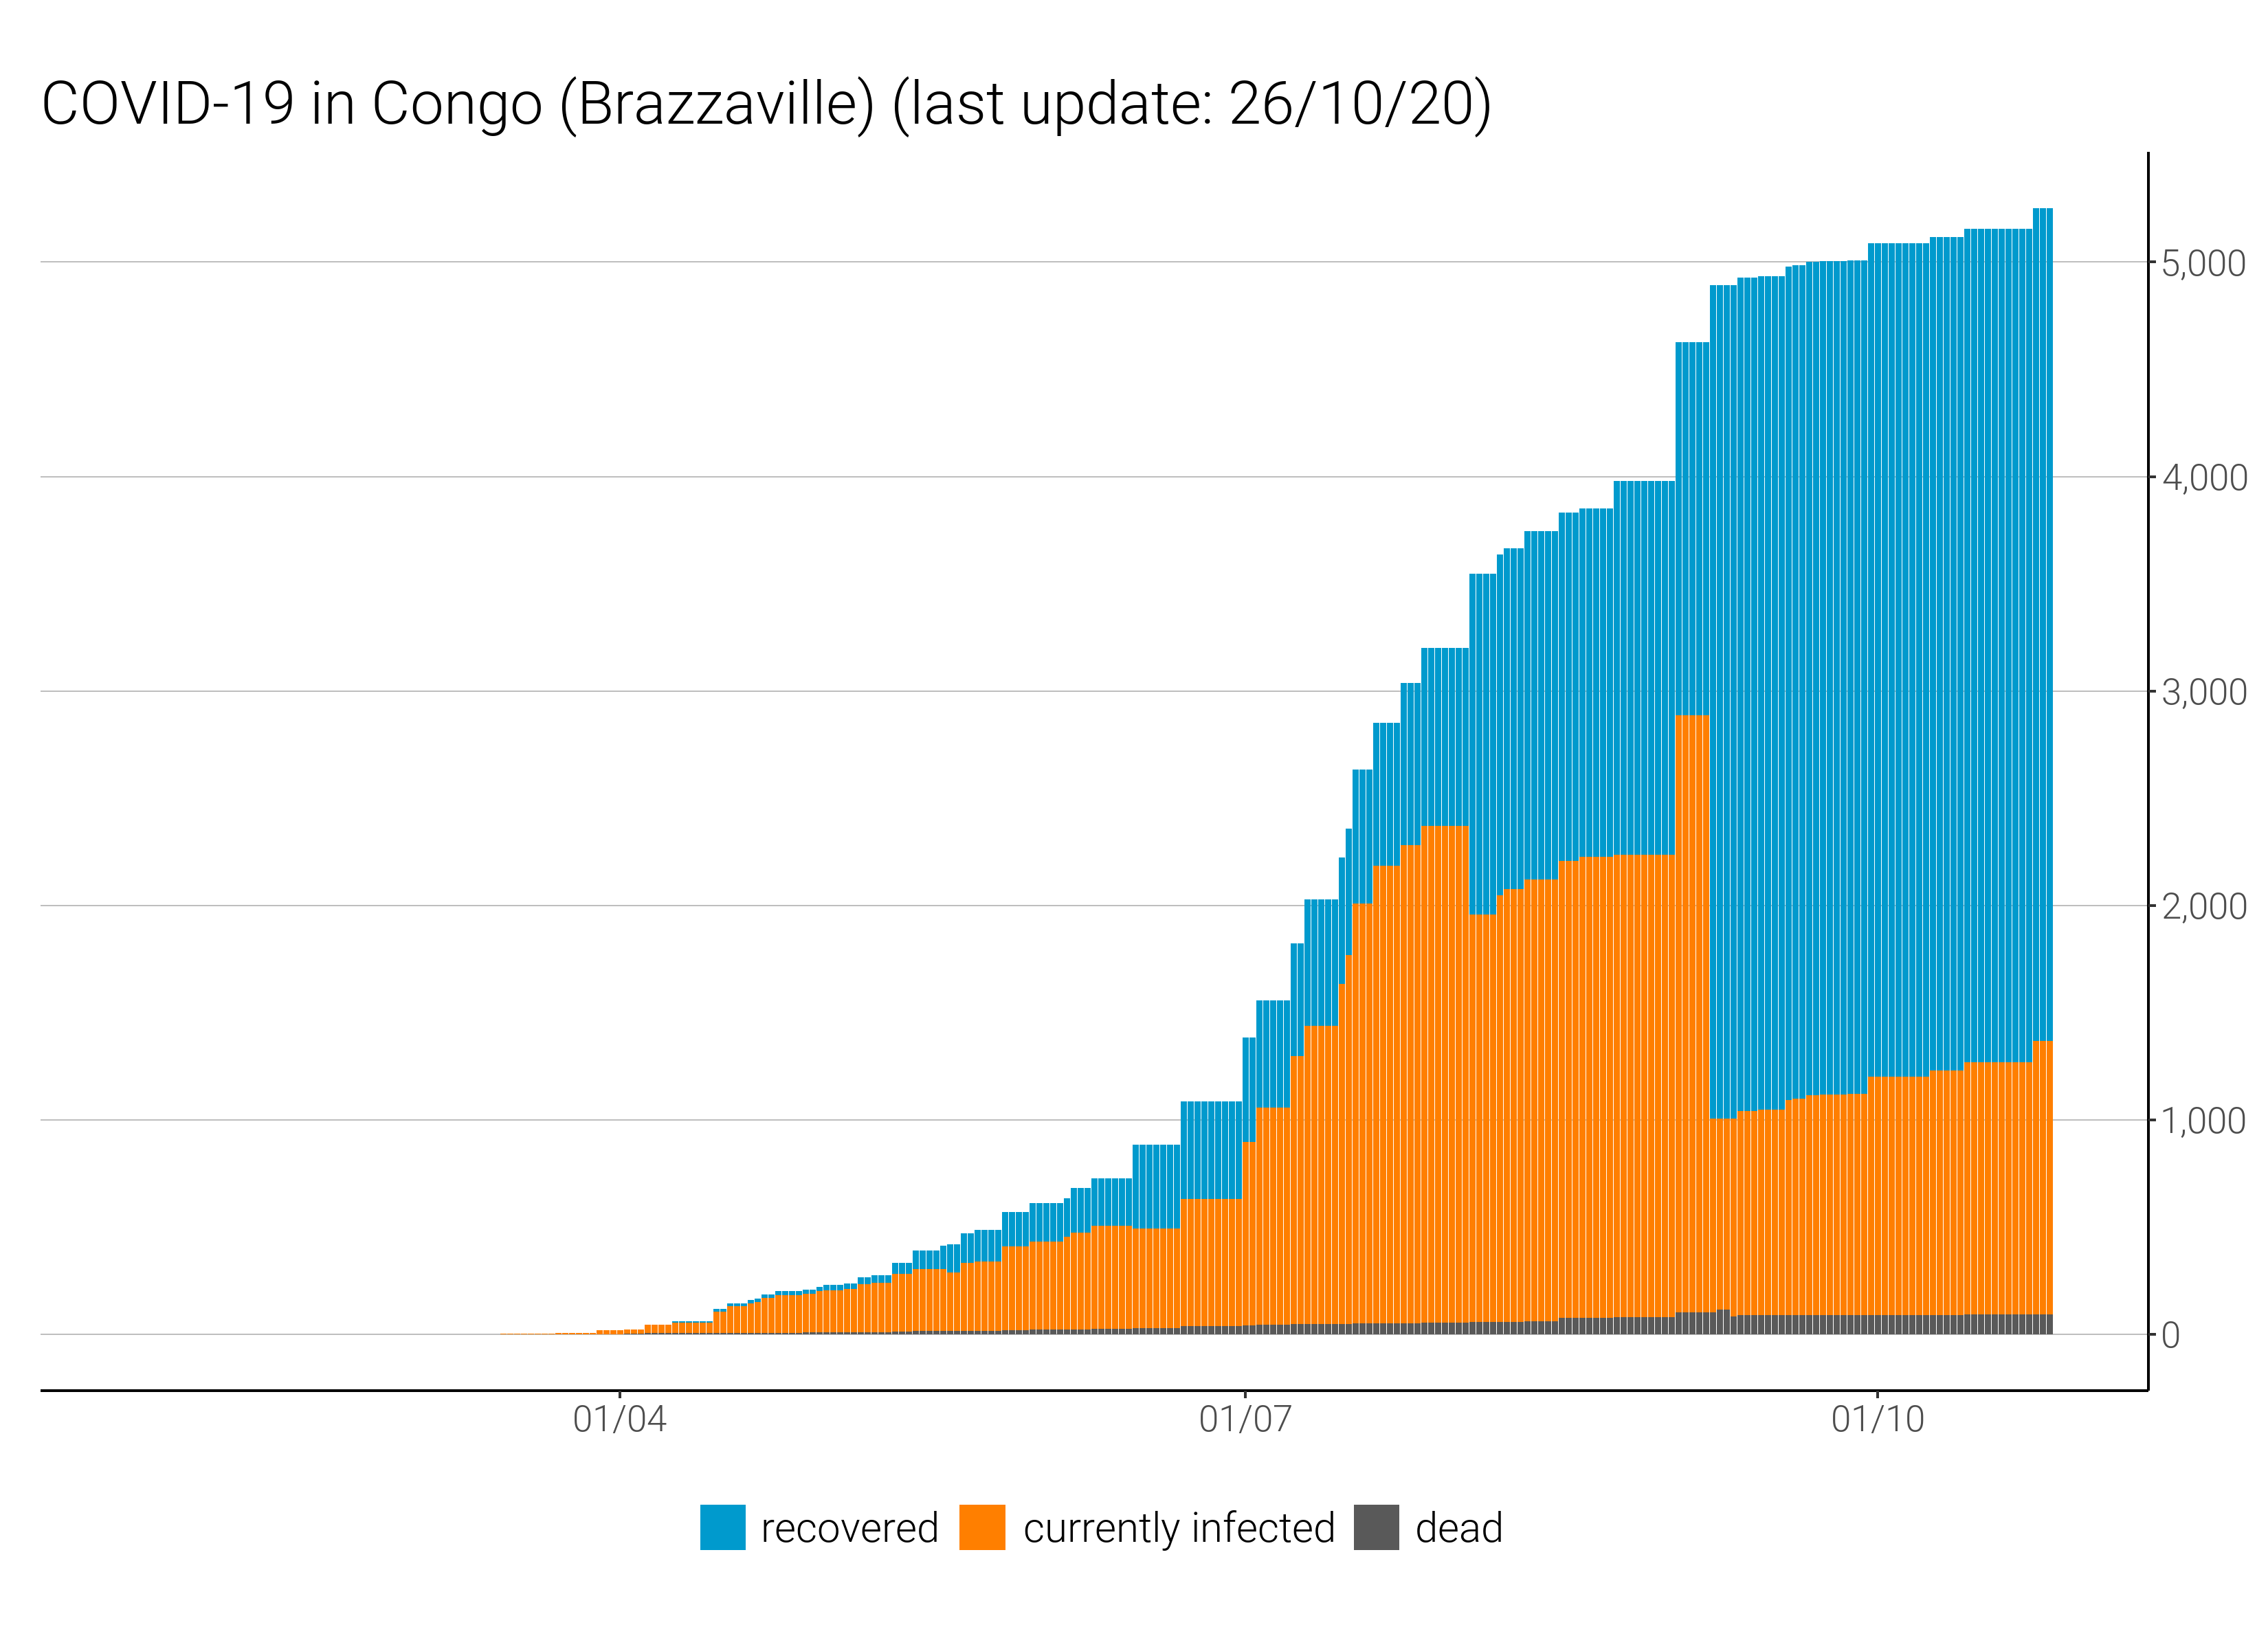 COVID-19 in Congo (Brazzaville) (last update: 26/10/20)
5,000
4,000
3,000
2,000
1,000
0
01/04 01/07 01/10
recovered currently infected dead